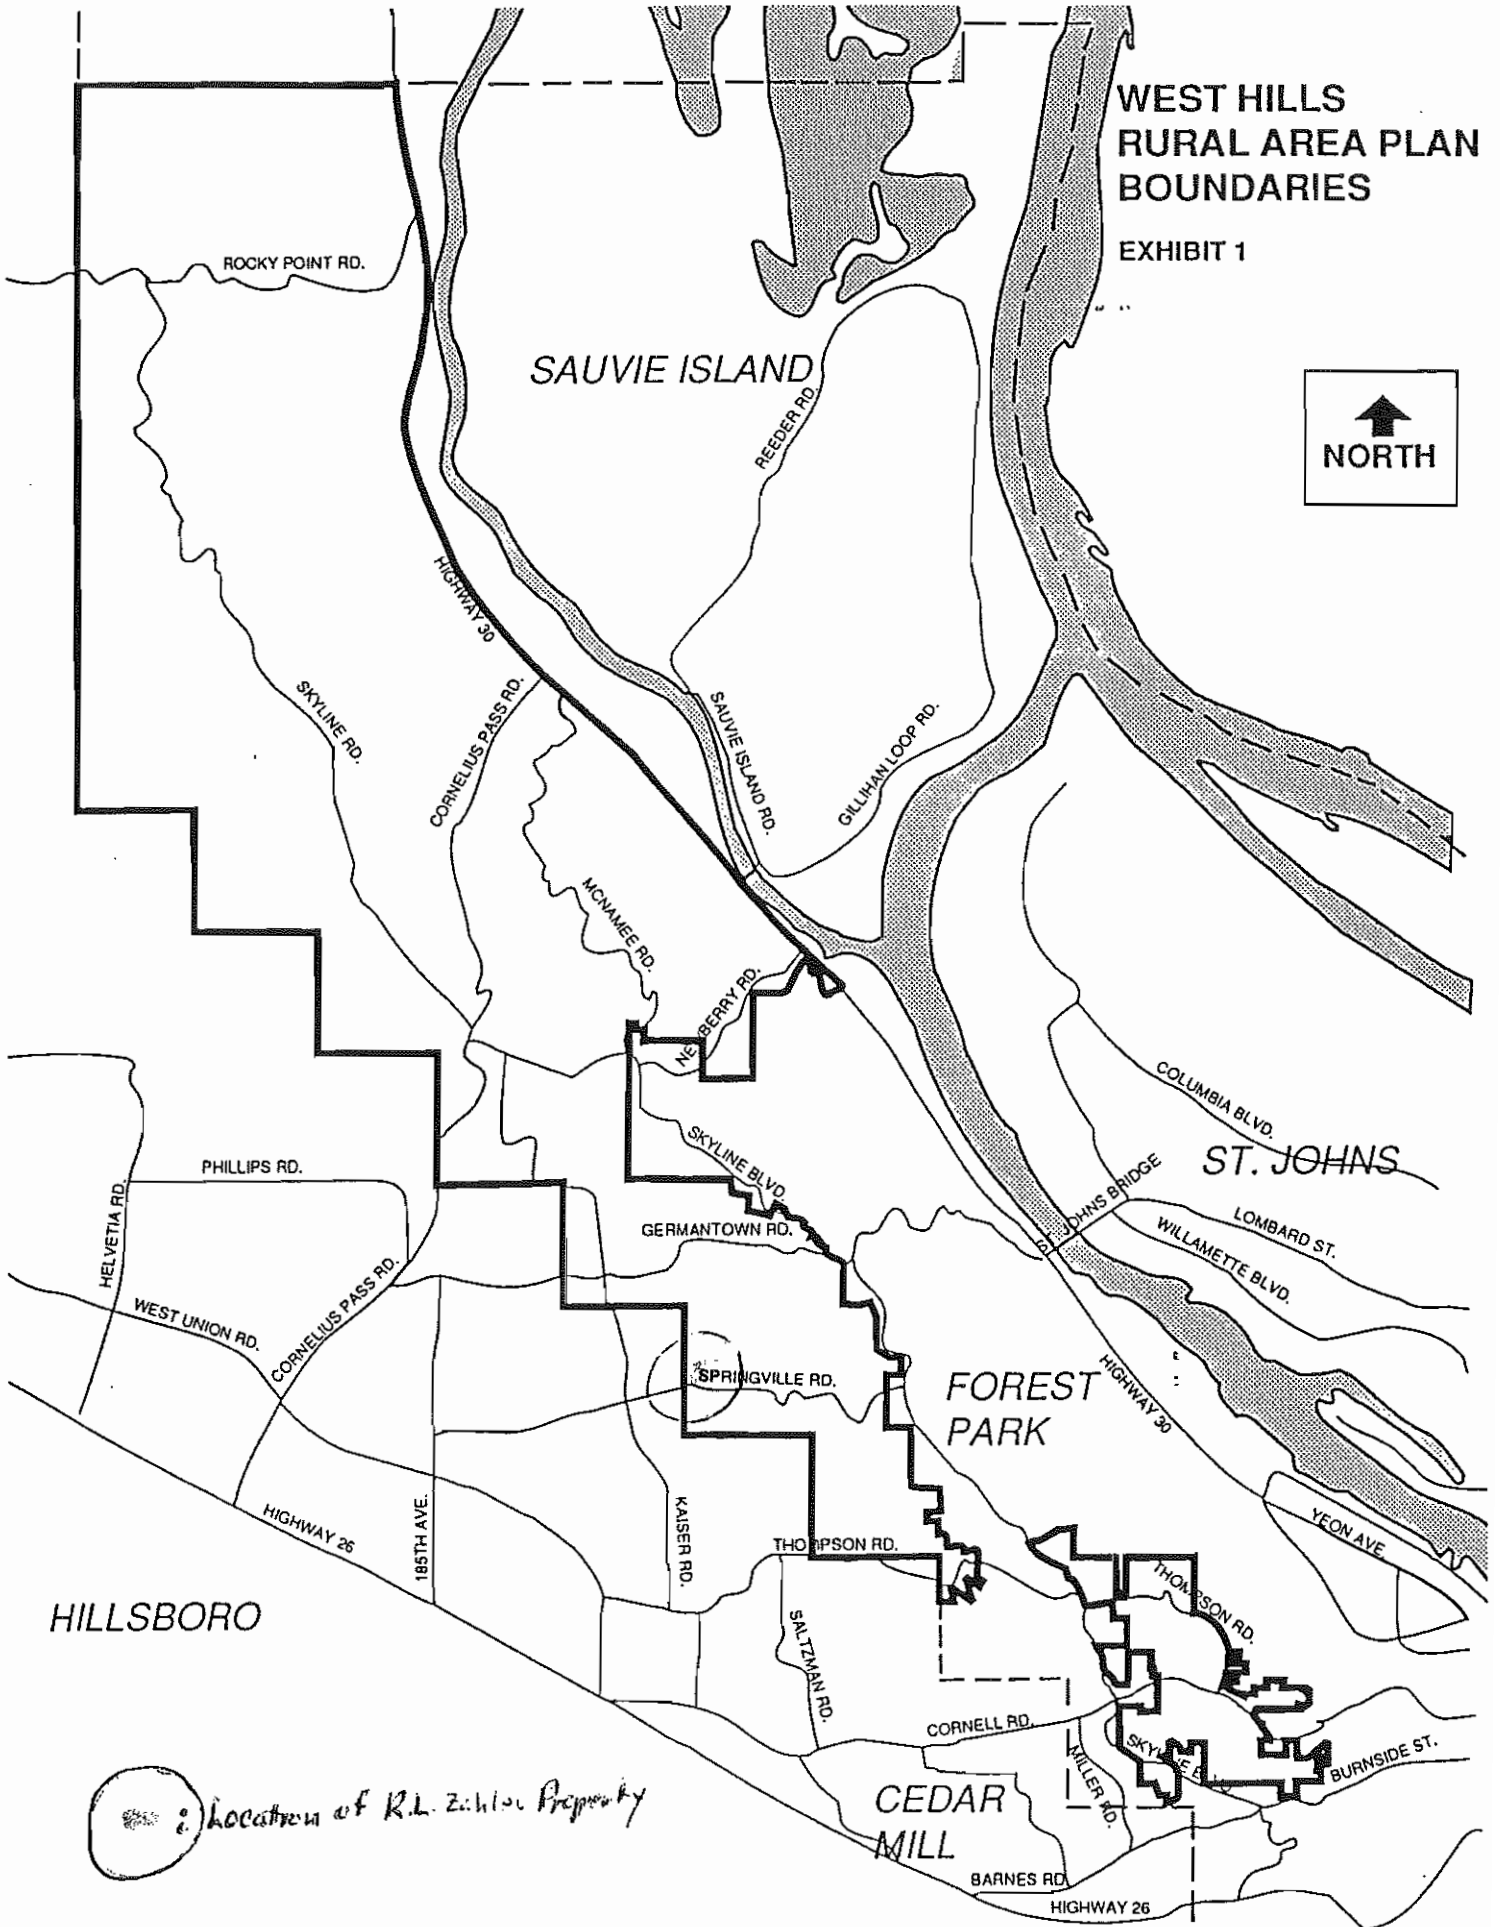 WEST HILLS
RURAL AREA PLAN
BOUNDARIES
EXHIBIT 1
ROCKY POINT RD.
SAUVIE ISLAND
REEDER RD.
NORTH
HIGHWAY 30
SKYLINE RD.
CORNELIUS PASS RD.
SAUVIE ISLAND RD.
GILLIHAN LOOP RD.
MCNAMEE RD.
NEWBERRY RD.
COLUMBIA BLVD.
ST. JOHNS
PHILLIPS RD.
HELVETIA RD.
SKYLINE BLVD.
GERMANTOWN RD.
ST. JOHNS BRIDGE
LOMBARD ST.
WILLAMETTE BLVD.
WEST UNION RD.
CORNELIUS PASS RD.
SPRINGVILLE RD.
FOREST
PARK
HIGHWAY 30
HIGHWAY 26
185TH AVE.
KAISER RD.
THOMPSON RD.
YEON AVE.
THOMPSON RD.
HILLSBORO
SALTZMAN RD.
CORNELL RD.
MILLER RD.
SKYLINE BLVD
BURNSIDE ST.
CEDAR
MILL
Location of R.L. Property
BARNES RD
HIGHWAY 26